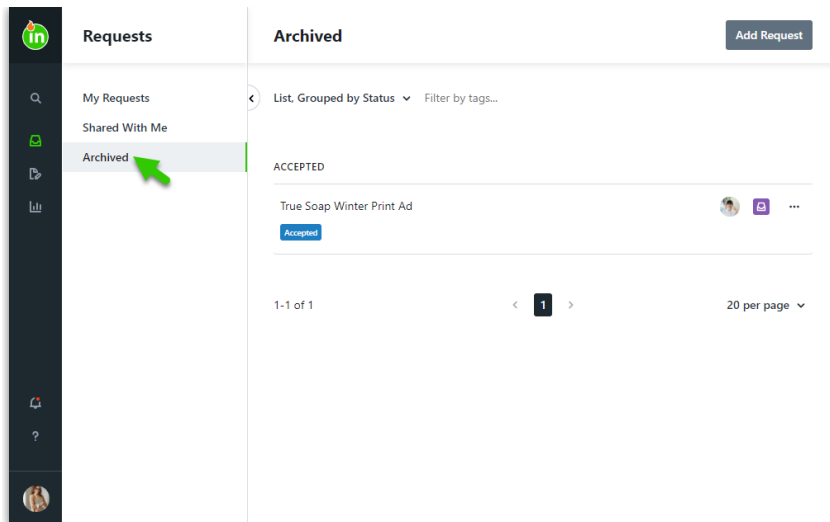 in
Requests
Archived
Add Request
My Requests
Shared With Me
Archived
List, Grouped by Status
Filter by tags...
ACCEPTED
True Soap Winter Print Ad
...
Accepted
1-1 of 1
< 1 >
20 per page
?